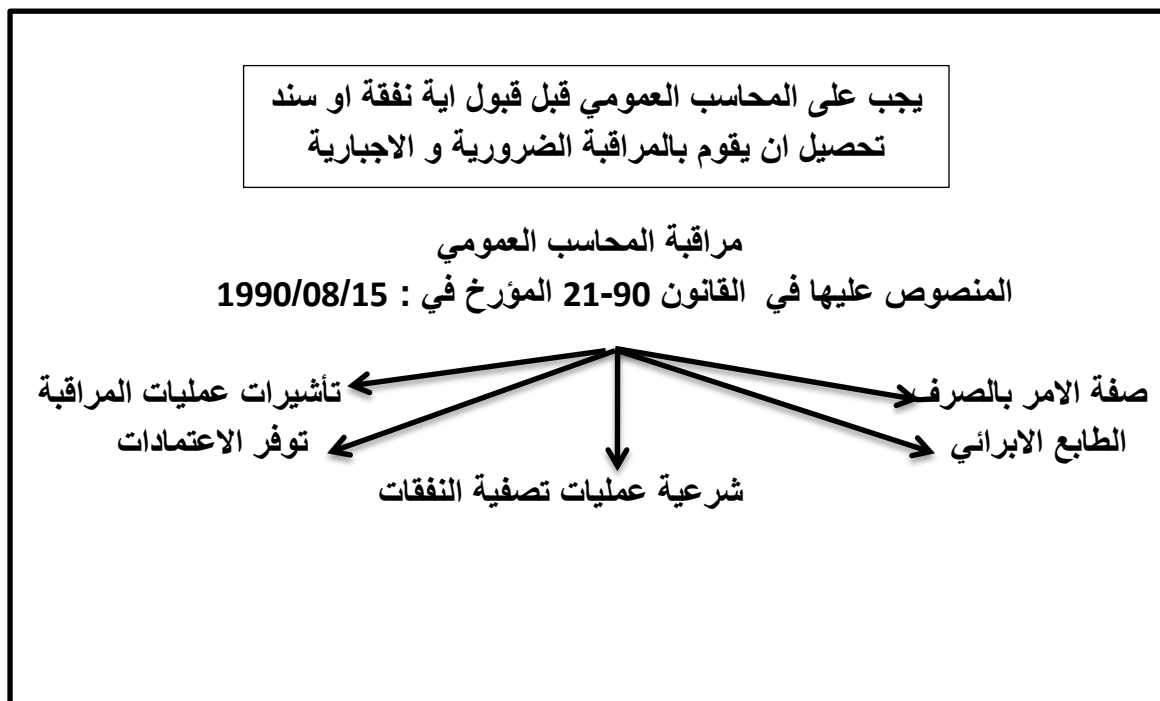 يجب على المحاسب العمومي قبل قبول اية نفقة او سند
تحصيل ان يقوم بالمراقبة الضرورية و الاجبارية
مراقبة المحاسب العمومي
المنصوص عليها في القانون 90-21 المؤرخ في : 1990/08/15
صفة الامر بالصرف
تأشيرات عمليات المراقبة
الطابع الابرائي
توفر الاعتمادات
شرعية عمليات تصفية النفقات